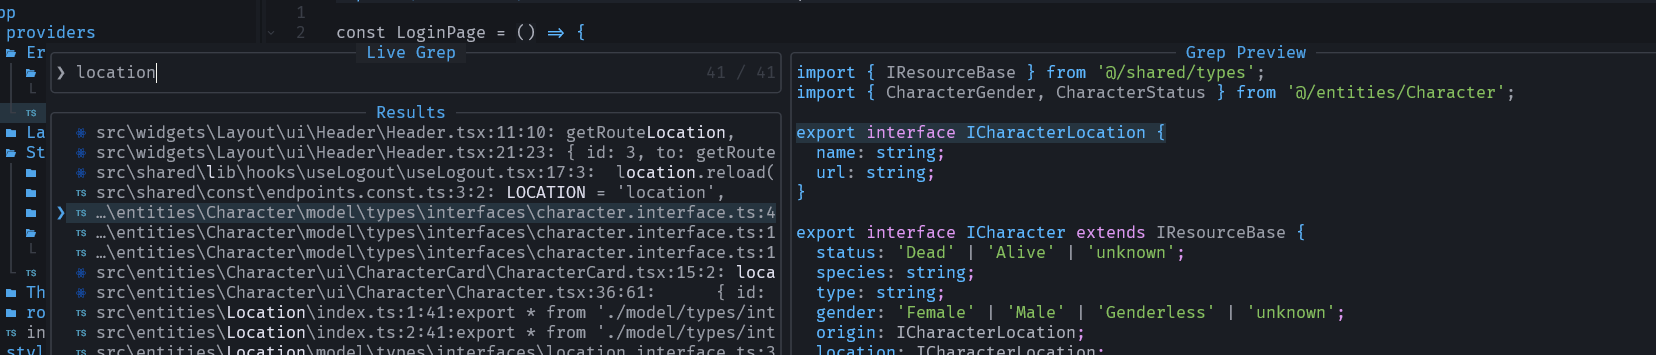 pp
1
providers
2 const LoginPage = () => {
Er
Live Grep
❯ location
41 / 41
Results
src\widgets\Layout\ui\Header\Header.tsx:11:10: getRouteLocation,
src\widgets\Layout\ui\Header\Header.tsx:21:23: { id: 3, to: getRoute
src\shared\lib\hooks\useLogout\useLogout.tsx:17:3:  location.reload(
TS src\shared\const\endpoints.const.ts:3:2: LOCATION = 'location',
❯ TS …\entities\Character\model\types\interfaces\character.interface.ts:4
TS …\entities\Character\model\types\interfaces\character.interface.ts:1
TS …\entities\Character\model\types\interfaces\character.interface.ts:1
src\entities\Character\ui\CharacterCard\CharacterCard.tsx:15:2: loca
src\entities\Character\ui\Character\Character.tsx:36:61:      { id:
TS src\entities\Location\index.ts:1:41:export * from './model/types/int
TS src\entities\Location\index.ts:2:41:export * from './model/types/int
TS src\entities\Location\model\types\interfaces\location.interface.ts:3
TS
La
St
TS
Th
ro
TS in
styl
Grep Preview
import { IResourceBase } from '@/shared/types';
import { CharacterGender, CharacterStatus } from '@/entities/Character';
export interface ICharacterLocation {
name: string;
url: string;
}
export interface ICharacter extends IResourceBase {
status: 'Dead' | 'Alive' | 'unknown';
species: string;
type: string;
gender: 'Female' | 'Male' | 'Genderless' | 'unknown';
origin: ICharacterLocation;
location: ICharacterLocation;